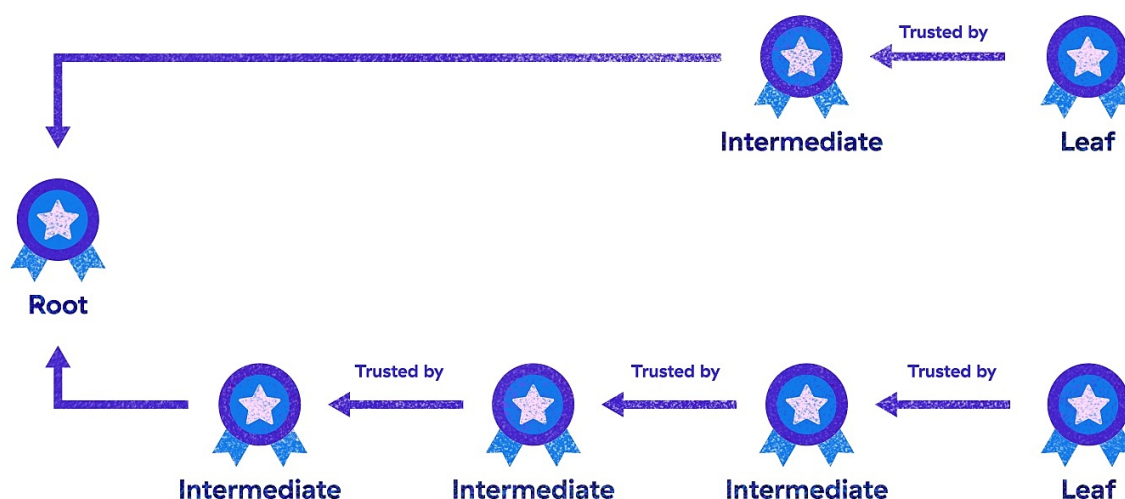 Trusted by
Intermediate
Leaf
Root
Trusted by
Trusted by
Trusted by
Intermediate
Intermediate
Intermediate
Leaf